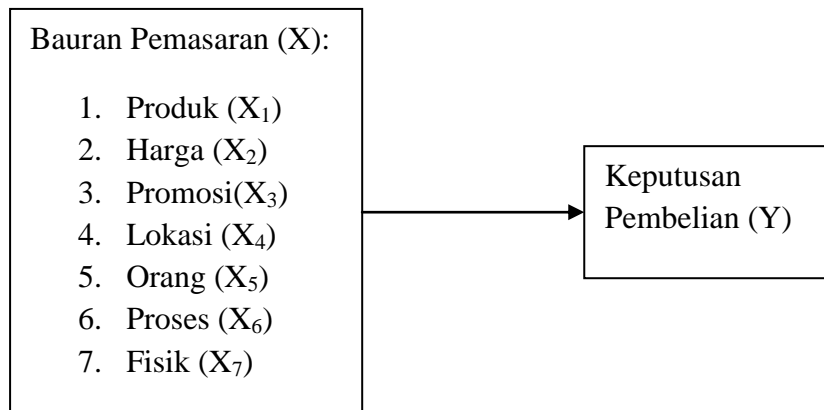 Bauran Pemasaran (X):
1. Produk (X₁)
2. Harga (X₂)
3. Promosi(X₃)
4. Lokasi (X₄)
5. Orang (X₅)
6. Proses (X₆)
7. Fisik (X₇)
Keputusan
Pembelian (Y)